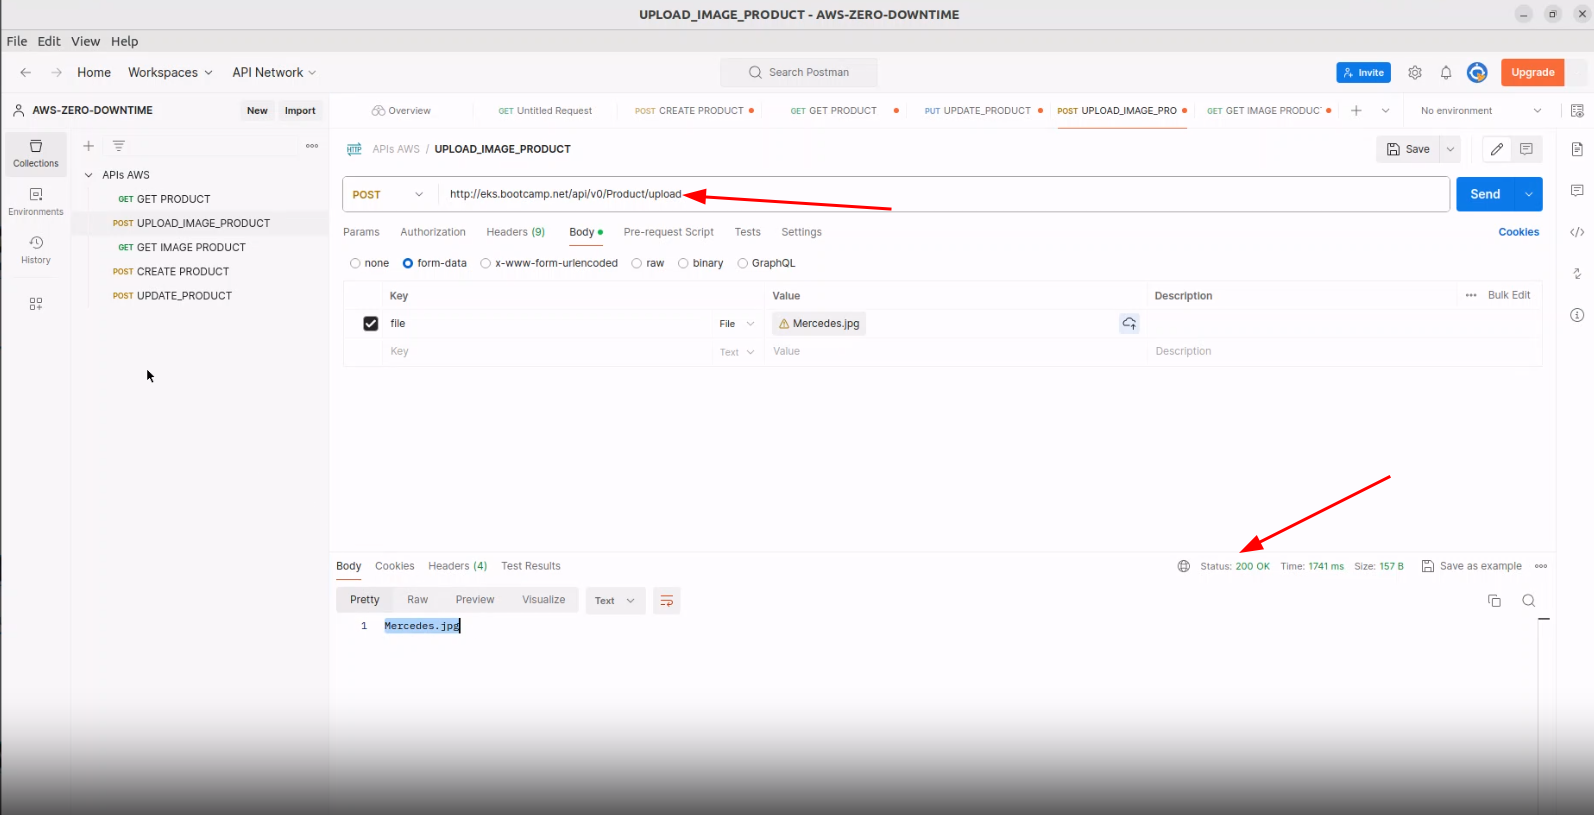 UPLOAD_IMAGE_PRODUCT - AWS-ZERO-DOWNTIME
File Edit View Help
Home Workspaces API Network Search Postman Invite Upgrade
AWS-ZERO-DOWNTIME New Import Overview GET Untitled Request POST CREATE PRODUCT GET GET PRODUCT PUT UPDATE_PRODUCT POST UPLOAD_IMAGE_PRO GET GET IMAGE PRODUC No environment
Collections
Environments
History
APIs AWS
GET GET PRODUCT
POST UPLOAD_IMAGE_PRODUCT
GET GET IMAGE PRODUCT
POST CREATE PRODUCT
POST UPDATE_PRODUCT
HTTP APIs AWS / UPLOAD_IMAGE_PRODUCT Save
POST http://eks.bootcamp.net/api/v0/Product/upload Send
Params Authorization Headers (9) Body Pre-request Script Tests Settings Cookies
none form-data x-www-form-urlencoded raw binary GraphQL
Key Value Description Bulk Edit
file File Mercedes.jpg
Key Text Value Description
Body Cookies Headers (4) Test Results Status: 200 OK Time: 1741 ms Size: 157 B Save as example
Pretty Raw Preview Visualize Text
1 Mercedes.jpg